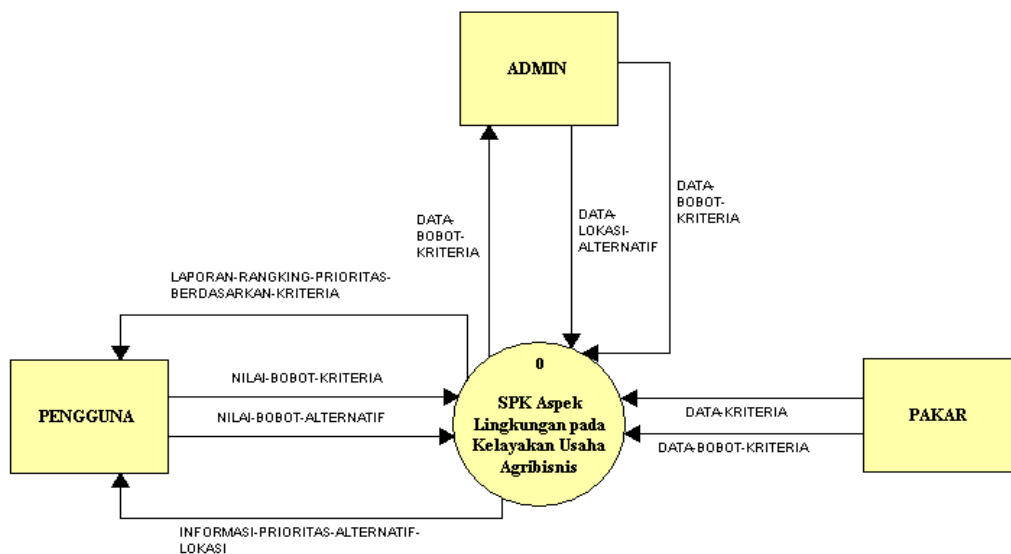 ADMIN
DATA-
BOBOT-
KRITERIA
DATA-
LOKASI-
ALTERNATIF
DATA-
BOBOT-
KRITERIA
LAPORAN-RANGKING-PRIORITAS-
BERDASARKAN-KRITERIA
PENGGUNA
NILAI-BOBOT-KRITERIA
NILAI-BOBOT-ALTERNATIF
0
SPK Aspek
Lingkungan pada
Kelayakan Usaha
Agribisnis
DATA-KRITERIA
DATA-BOBOT-KRITERIA
PAKAR
INFORMASI-PRIORITAS-ALTERNATIF-
LOKASI